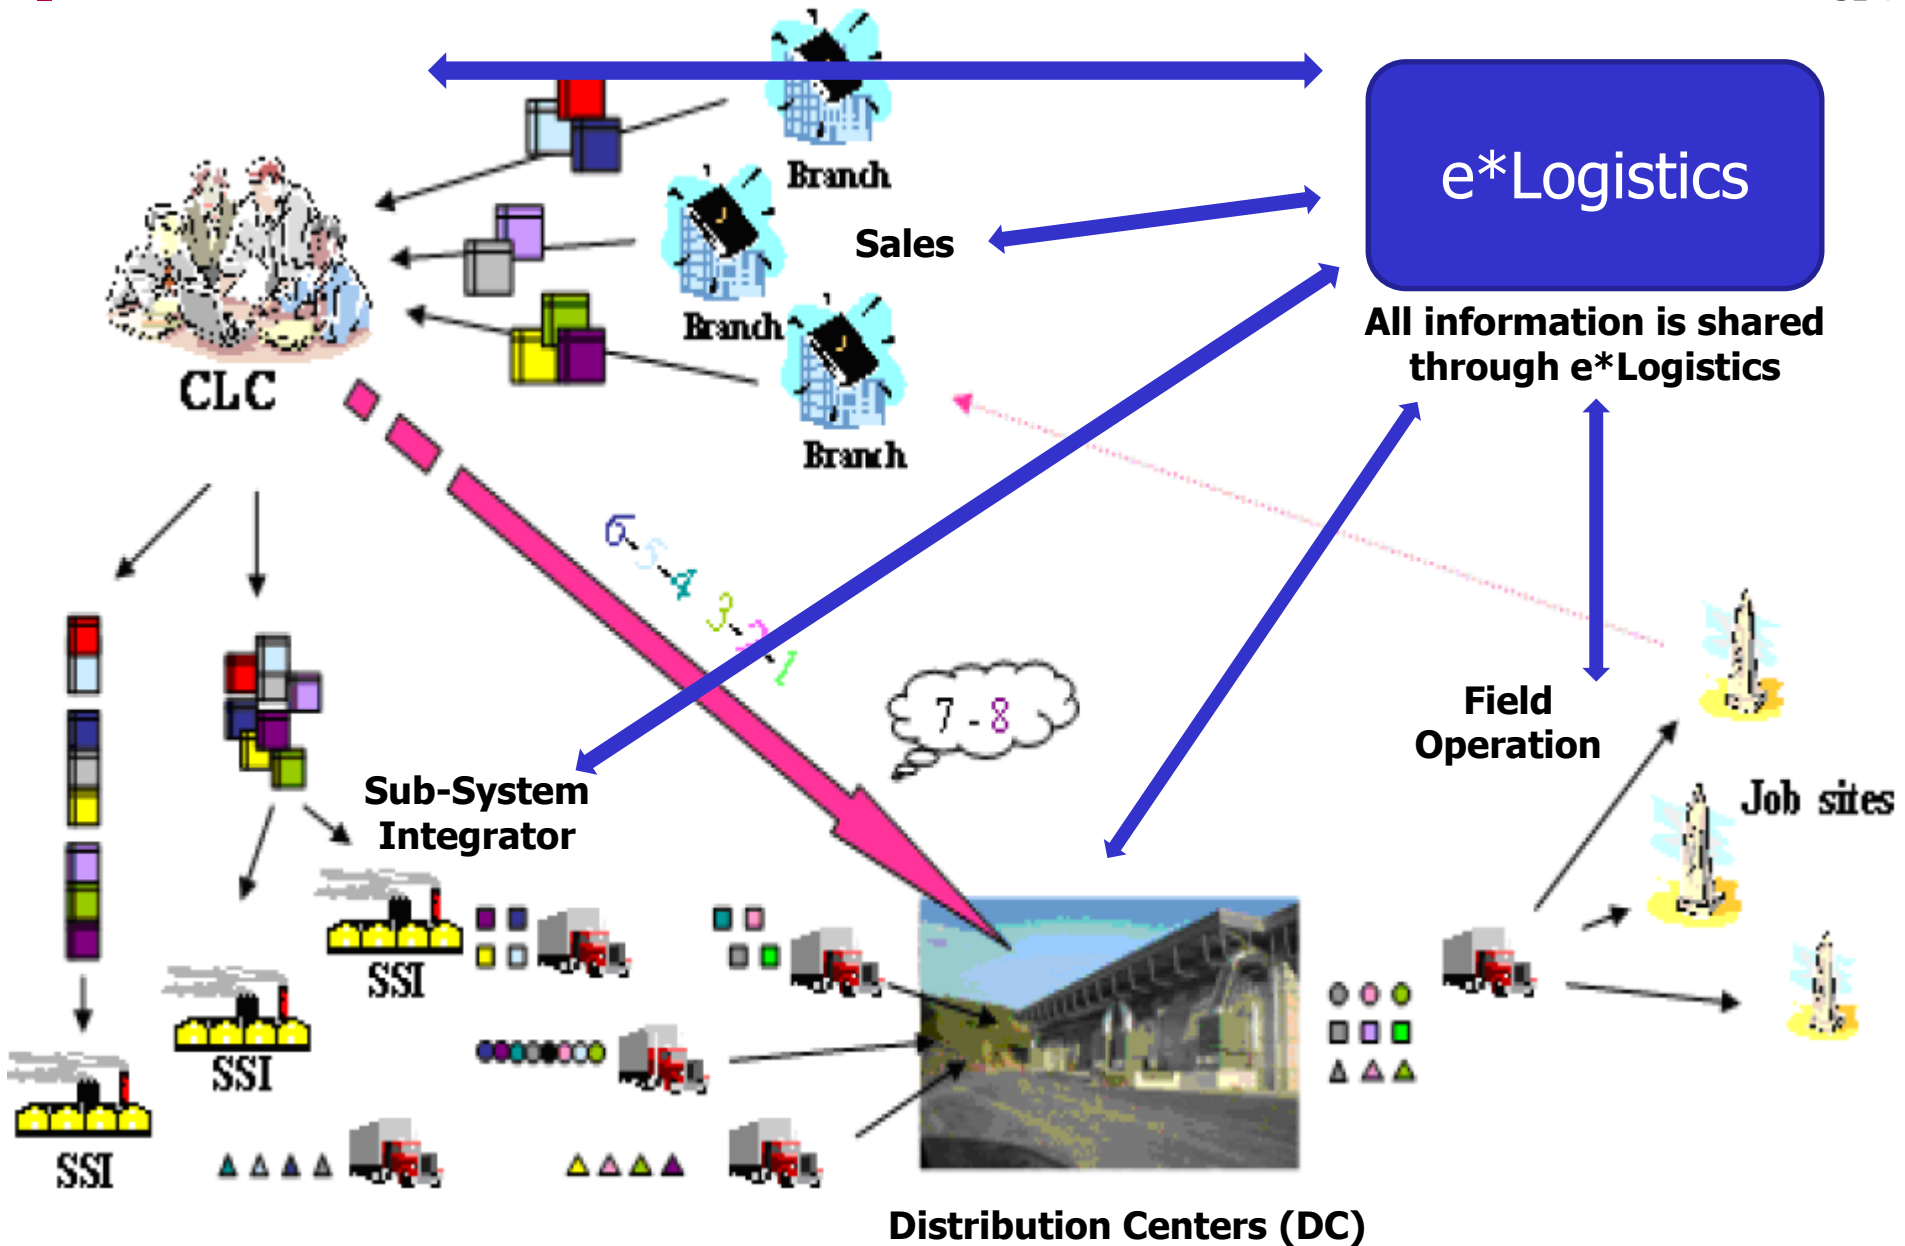 Branch
e*Logistics
Sales
Branch
All information is shared
through e*Logistics
CLC
Branch
6-5-4 3-2-1
7 - 8
Field
Operation
Job sites
Sub-System
Integrator
SSI
SSI
SSI
Distribution Centers (DC)